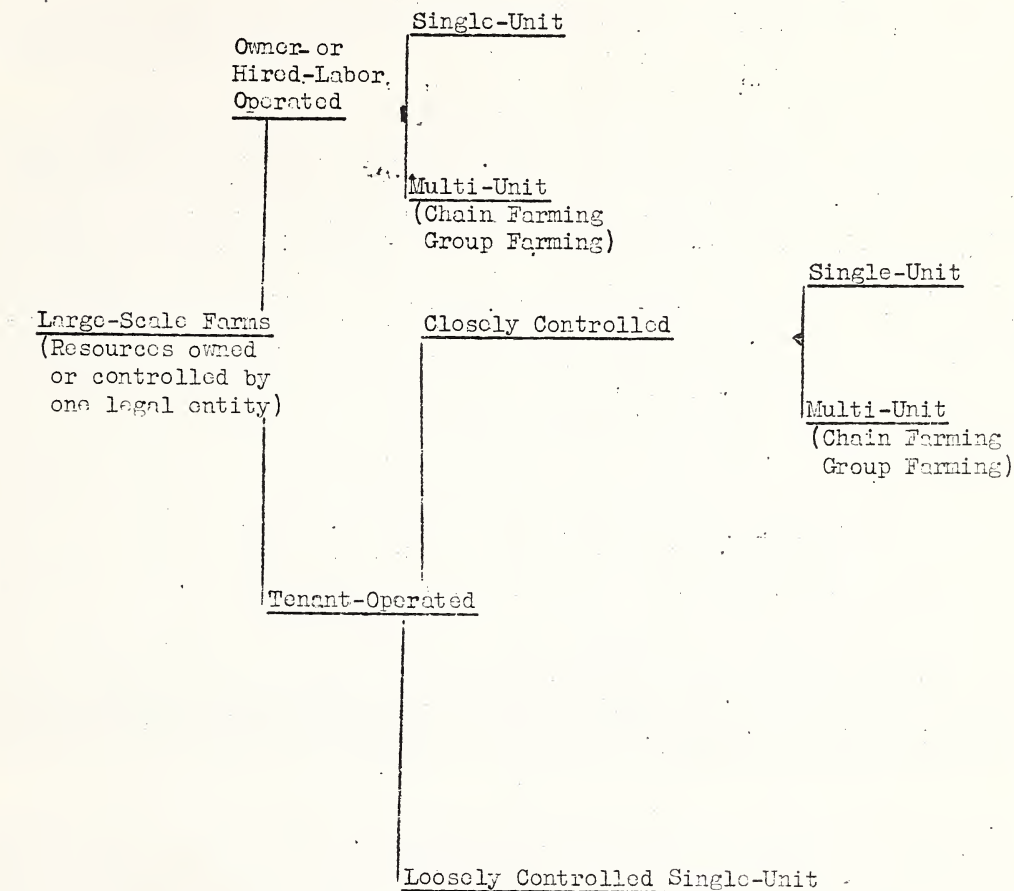 Single-Unit
Owner- or
Hired-Labor
Operated
Multi-Unit
(Chain Farming
Group Farming)
Single-Unit
Large-Scale Farms
(Resources owned
or controlled by
one legal entity)
Closely Controlled
Multi-Unit
(Chain Farming
Group Farming)
Tenant-Operated
Loosely Controlled Single-Unit